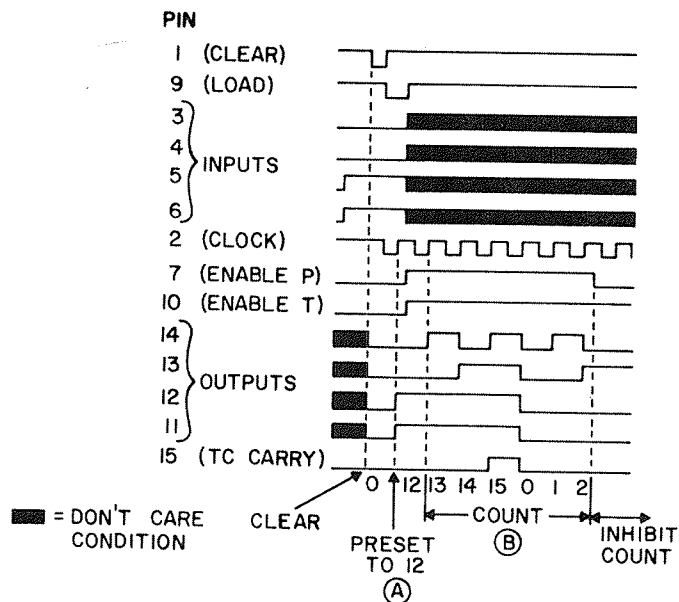 PIN
1 (CLEAR)
9 (LOAD)
3
4
5
6
INPUTS
2 (CLOCK)
7 (ENABLE P)
10 (ENABLE T)
14
13
12
11
OUTPUTS
15 (TC CARRY)
0 12 13 14 15 0 1 2
= DON'T CARE
CONDITION
CLEAR
PRESET
TO 12
A
COUNT
B
INHIBIT
COUNT